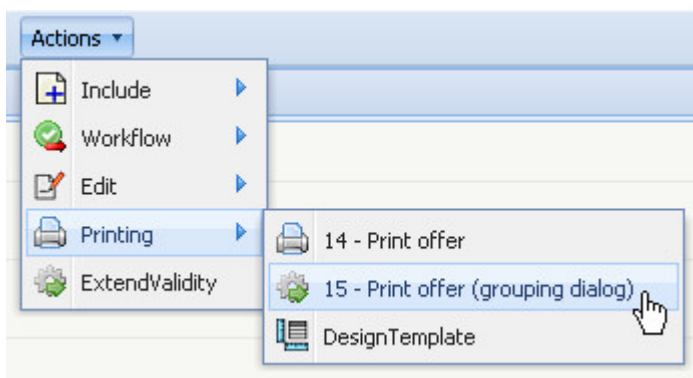 Actions
Include
Workflow
Edit
Printing
14 - Print offer
15 - Print offer (grouping dialog)
ExtendValidity
DesignTemplate